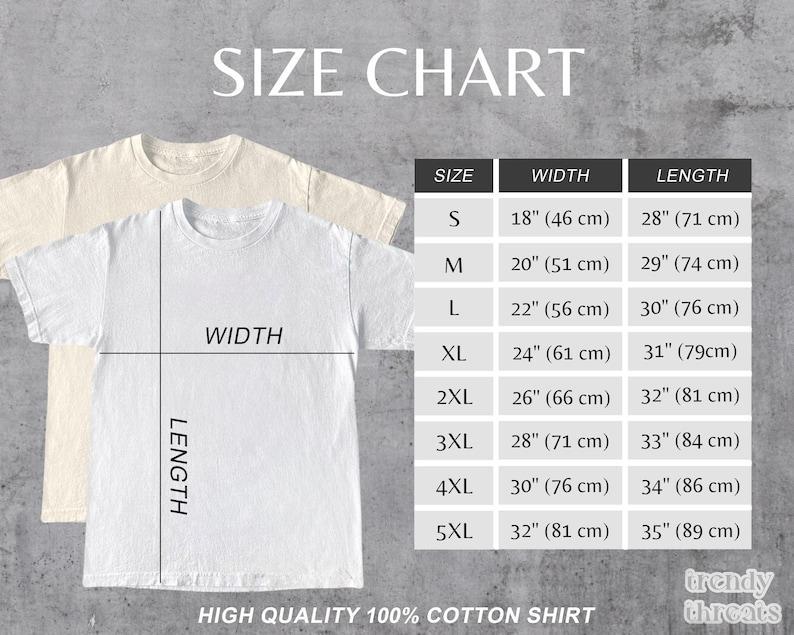 SIZE CHART
SIZE WIDTH LENGTH
S 18" (46 cm) 28" (71 cm)
M 20" (51 cm) 29" (74 cm)
L 22" (56 cm) 30" (76 cm)
XL 24" (61 cm) 31" (79cm)
2XL 26" (66 cm) 32" (81 cm)
3XL 28" (71 cm) 33" (84 cm)
4XL 30" (76 cm) 34" (86 cm)
5XL 32" (81 cm) 35" (89 cm)
WIDTH
LENGTH
HIGH QUALITY 100% COTTON SHIRT
trendy
threats